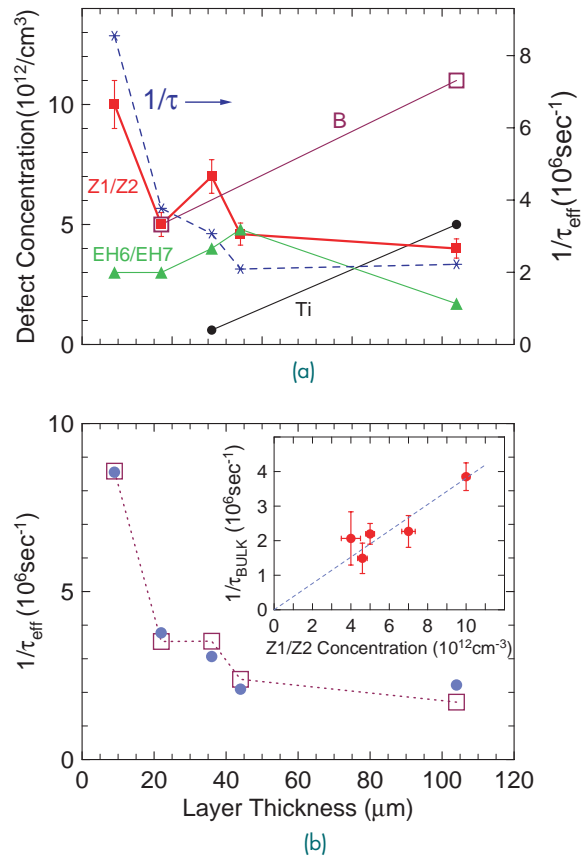 Defect Concentration(10¹²/cm³)
10
5
0
1/τ
B
Z1/Z2
EH6/EH7
Ti
8
6
4
2
0
1/τeff(10⁶sec⁻¹)
(a)
1/τeff(10⁶sec⁻¹)
10
5
0
1/τBULK (10⁶sec⁻¹)
4
3
2
1
0
0 2 4 6 8 10
Z1/Z2 Concentration (10¹²cm⁻³)
0 20 40 60 80 100 120
Layer Thickness (μm)
(b)